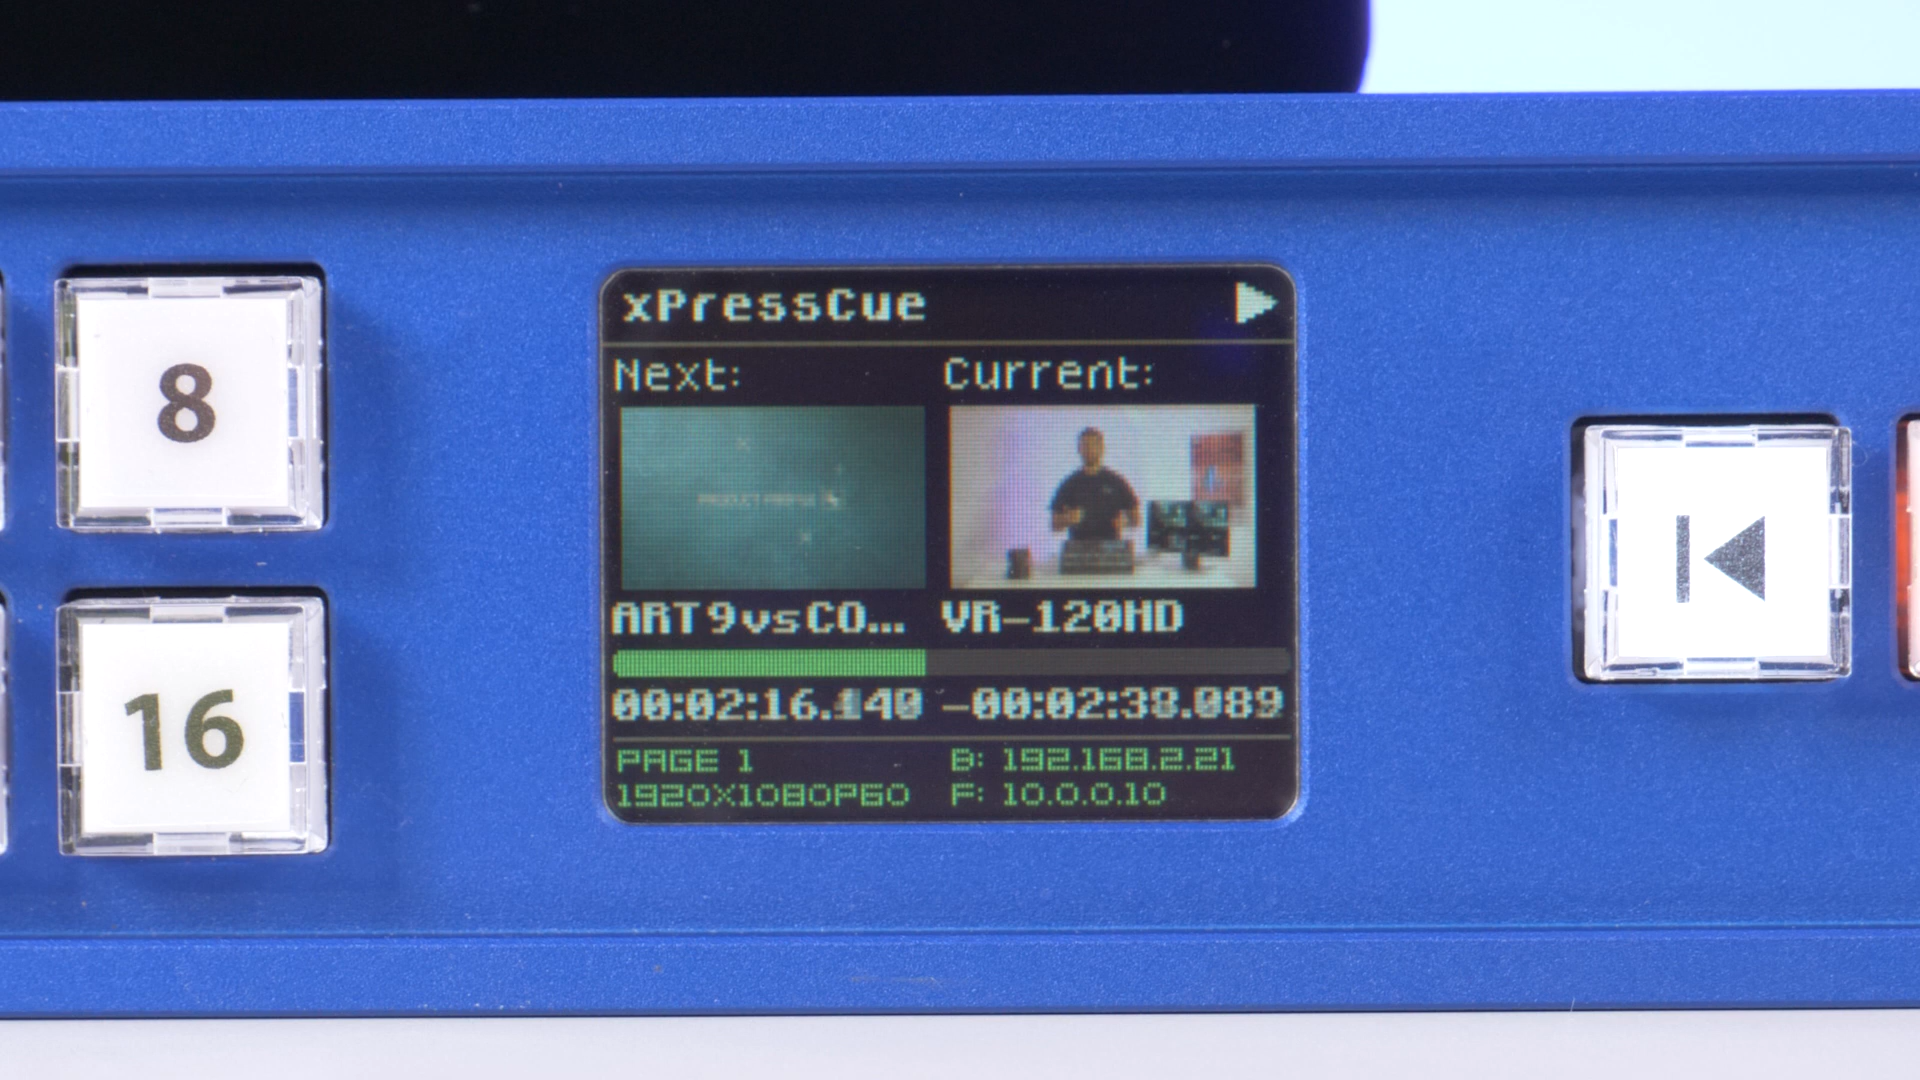 8
16
xPressCue
Next: Current:
ART9vsCO... VR-120HD
00:02:16.140 -00:02:38.089
PAGE 1 B: 192.168.2.21
1920X1080P60 F: 10.0.0.10